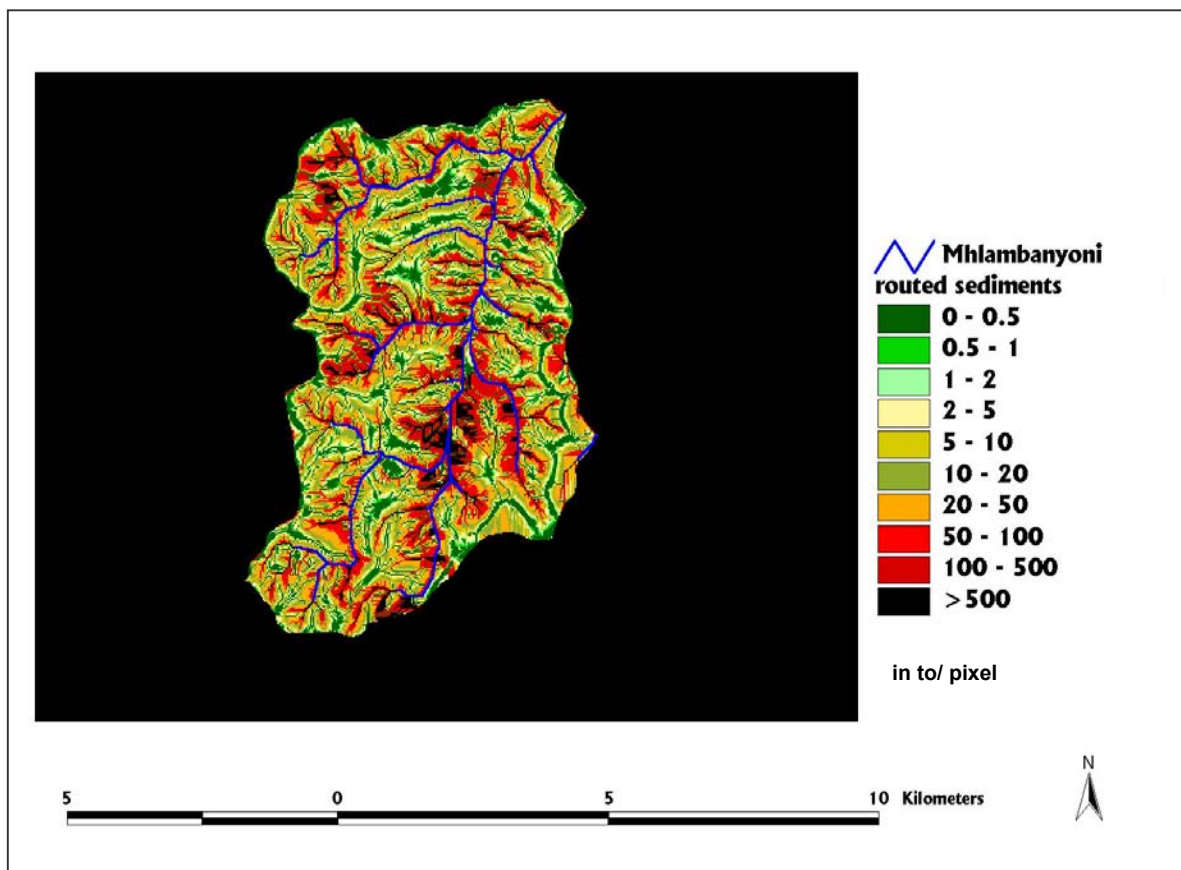 Mhlambanyoni
routed sediments
0 - 0.5
0.5 - 1
1 - 2
2 - 5
5 - 10
10 - 20
20 - 50
50 - 100
100 - 500
>500
in to/ pixel
N
5 0 5 10 Kilometers